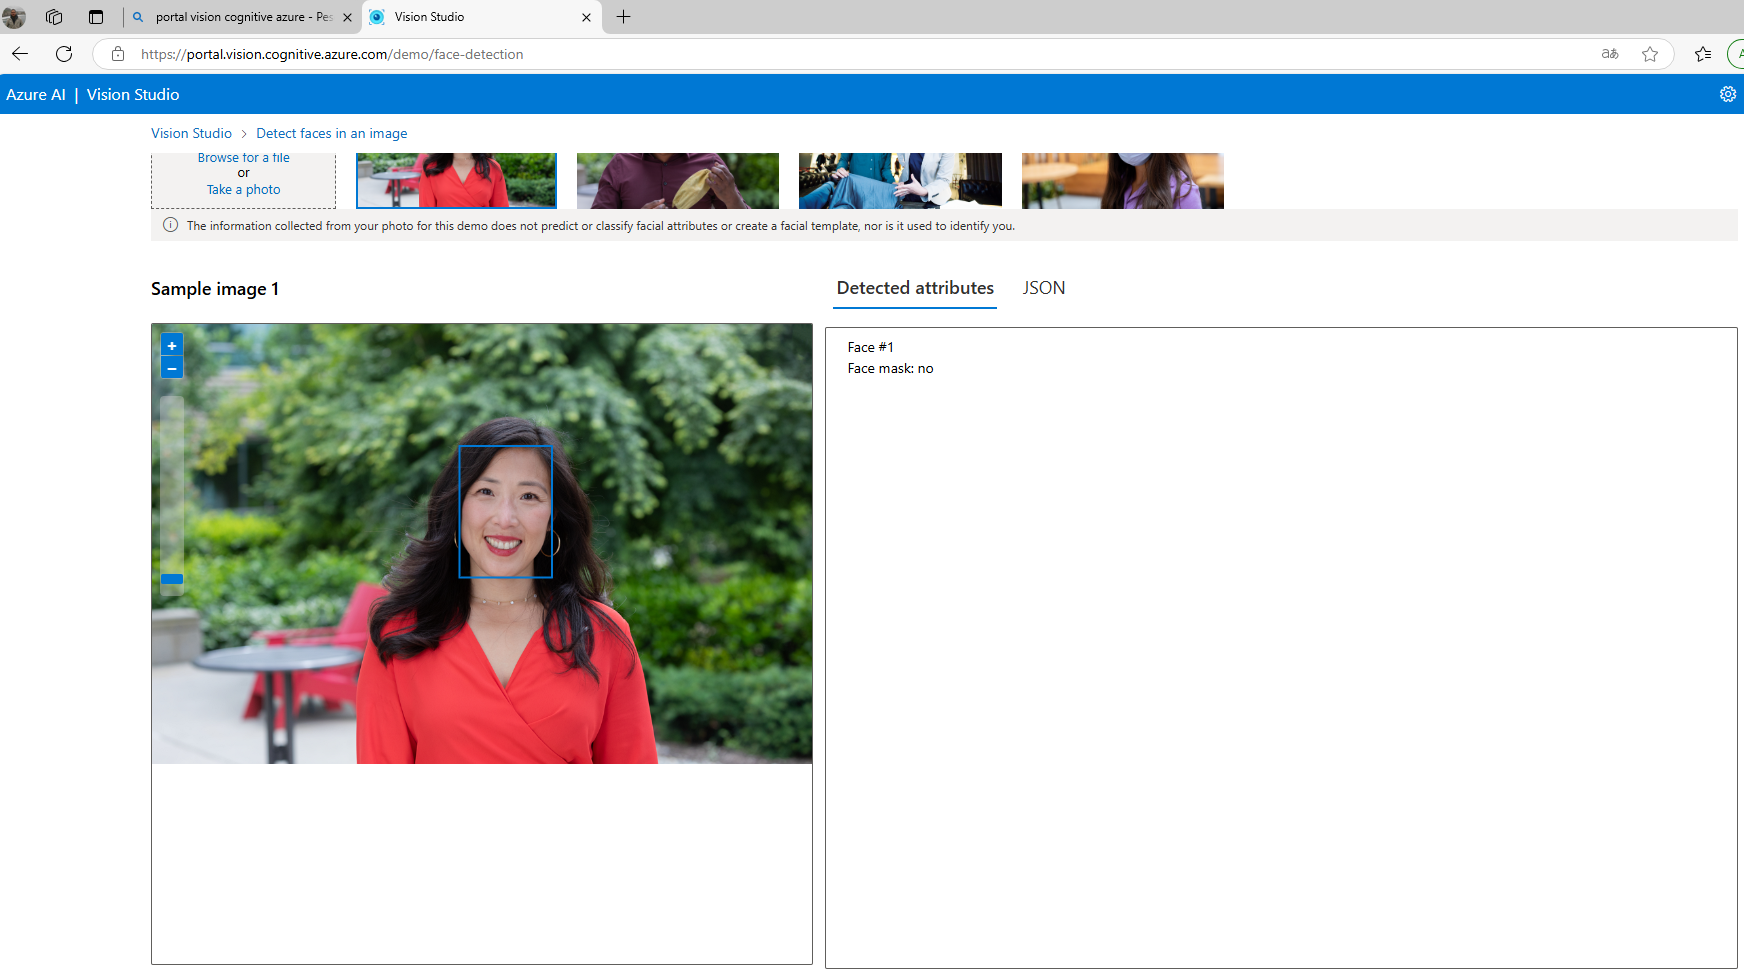 portal vision cognitive azure - Pes
Vision Studio
https://portal.vision.cognitive.azure.com/demo/face-detection
Azure AI | Vision Studio
Vision Studio > Detect faces in an image
Browse for a file
or
Take a photo
The information collected from your photo for this demo does not predict or classify facial attributes or create a facial template, nor is it used to identify you.
Sample image 1
Detected attributes
JSON
Face #1
Face mask: no